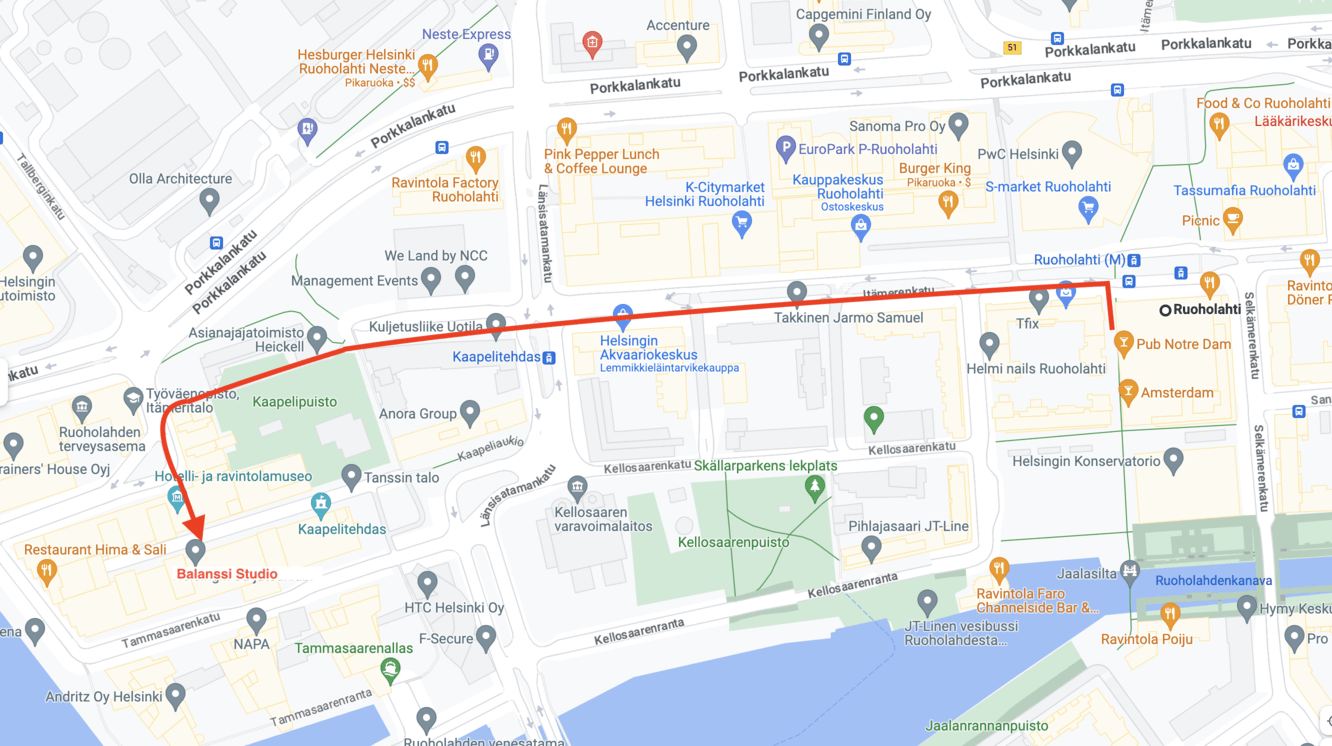 Capgemini Finland Oy
Accenture
Neste Express
Itäme
Hesburger Helsinki
Ruoholahti Neste...
Pikaruoka • $$
51
Porkkalankatu
Porkkalankatu
Porkka
Porkkalankatu
Porkkalankatu
Porkkalankatu
Porkkalankatu
Food & Co Ruoholahti
Lääkärikesku
Sanoma Pro Oy
EuroPark P-Ruoholahti
PwC Helsinki
Pink Pepper Lunch
& Coffee Lounge
Tallberginkatu
Olla Architecture
Ravintola Factory
Ruoholahti
Burger King
Pikaruoka • $
K-Citymarket
Helsinki Ruoholahti
Kauppakeskus
Ruoholahti
Ostoskeskus
S-market Ruoholahti
Tassumafia Ruoholahti
Picnic
Länsisatamankatu
Porkkalankatu
Porkkalankatu
We Land by NCC
Management Events
Ruoholahti (M)
Helsingin
utoimisto
Itämerenkatu
Ravinto
Döner F
Ruoholahti
Takkinen Jarmo Samuel
Tfix
Asianajajatoimisto
Heickell
Kuljetusliike Uotila
Kaapelitehdas
Helsingin
Akvaariokeskus
Lemmikkieläintarvikekauppa
Pub Notre Dam
Helmi nails Ruoholahti
Selkämerenkatu
nkatu
Työväenopisto,
Itämeritalo
Kaapelipuisto
Amsterdam
San
Anora Group
Ruoholahden
terveysasema
Kaapeliaukio
Kellosaarenkatu
Kellosaarenkatu
Selkämerenkatu
rainers' House Oyj
Hotelli- ja ravintolamuseo
Tanssin talo
Skällarparkens lekplats
Helsingin Konservatorio
Länsisatamankatu
Kaapelitehdas
Kellosaaren
varavoimalaitos
Pihlajasaari JT-Line
Kellosaarenpuisto
Restaurant Hima & Sali
Balanssi Studio
Kellosaarenranta
Jaalasilta
Ruoholahdenkanava
Ravintola Faro
Channelside Bar &...
HTC Helsinki Oy
Hymy Kesku
JT-Linen vesibussi
Ruoholahdesta...
Ravintola Poiju
Pro
ena
Tammasaarenkatu
NAPA
F-Secure
Kellosaarenranta
Tammasaarenallas
Andritz Oy Helsinki
Tammasaarenranta
Jaalanrannanpuisto
Ruoholahden venesatama